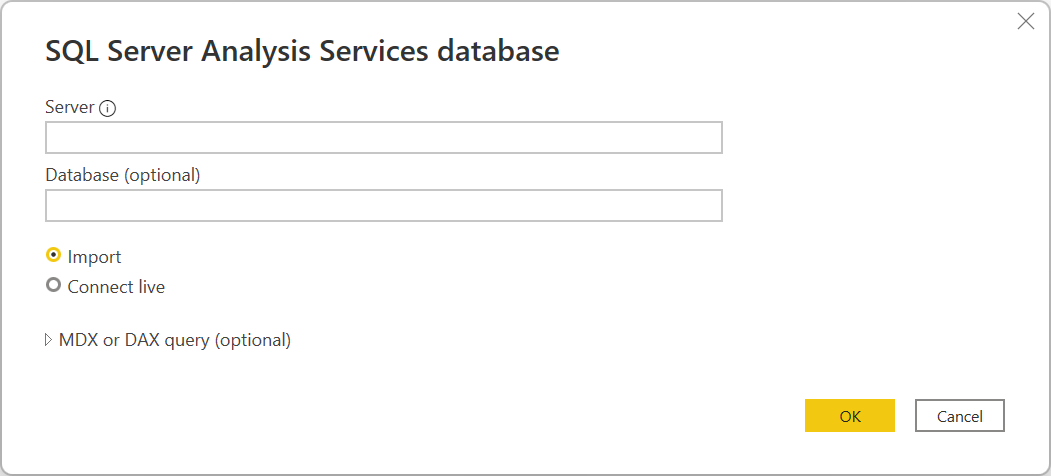 SQL Server Analysis Services database
Server
Database (optional)
Import
Connect live
MDX or DAX query (optional)
OK
Cancel